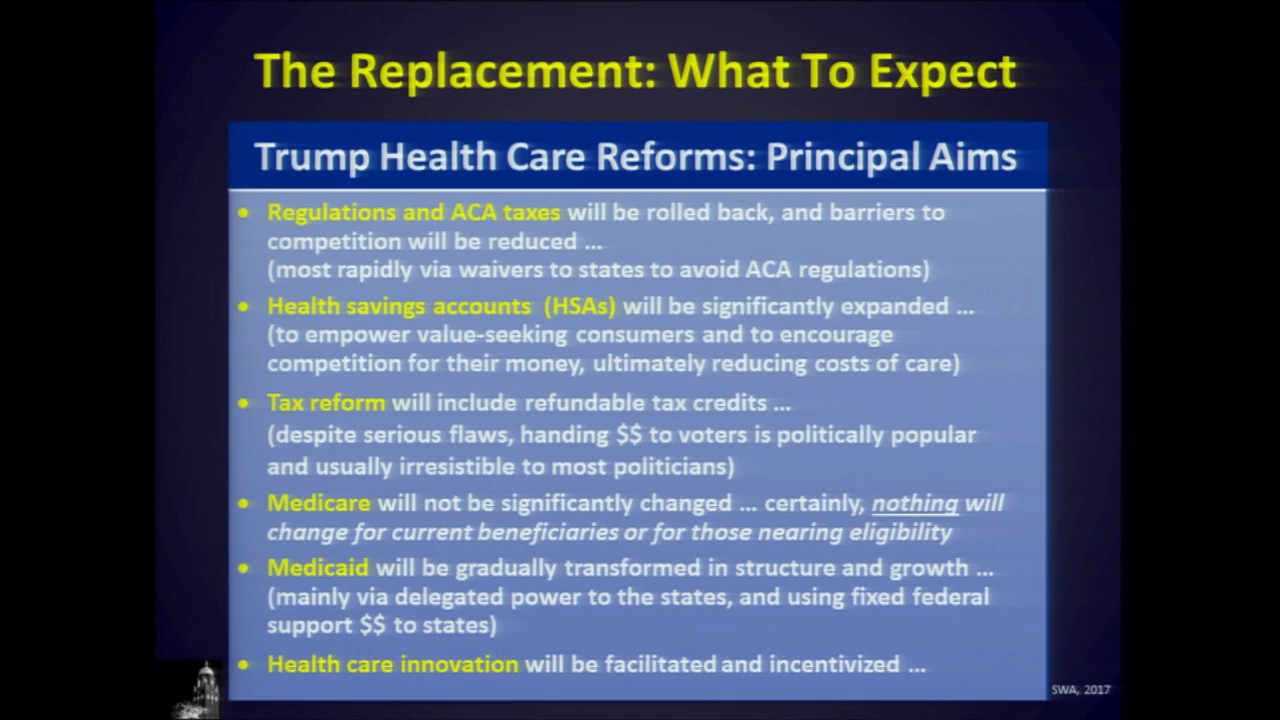 The Replacement: What To Expect
Trump Health Care Reforms: Principal Aims
• Regulations and ACA taxes will be rolled back, and barriers to
competition will be reduced ...
(most rapidly via waivers to states to avoid ACA regulations)
• Health savings accounts (HSAs) will be significantly expanded ...
(to empower value-seeking consumers and to encourage
competition for their money, ultimately reducing costs of care)
• Tax reform will include refundable tax credits ...
(despite serious flaws, handing $$ to voters is politically popular
and usually irresistible to most politicians)
• Medicare will not be significantly changed ... certainly, nothing will
change for current beneficiaries or for those nearing eligibility
• Medicaid will be gradually transformed in structure and growth ...
(mainly via delegated power to the states, and using fixed federal
support $$ to states)
• Health care innovation will be facilitated and incentivized ...
SWA, 2017